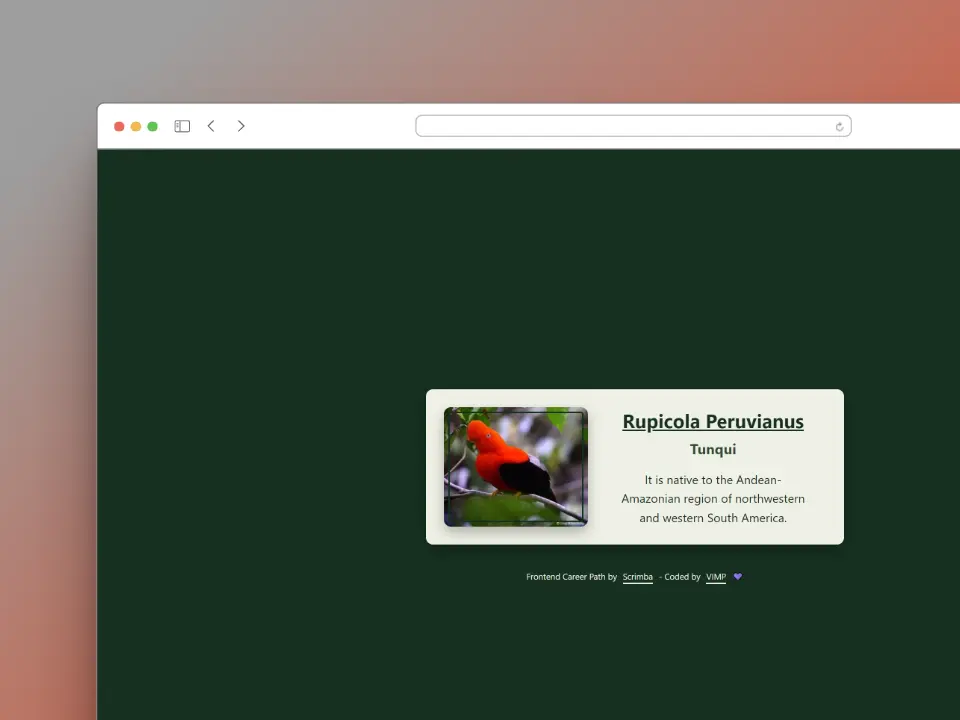 Rupicola Peruvianus
Tunqui
It is native to the Andean-
Amazonian region of northwestern
and western South America.
Frontend Career Path by Scrimba - Coded by VIMP